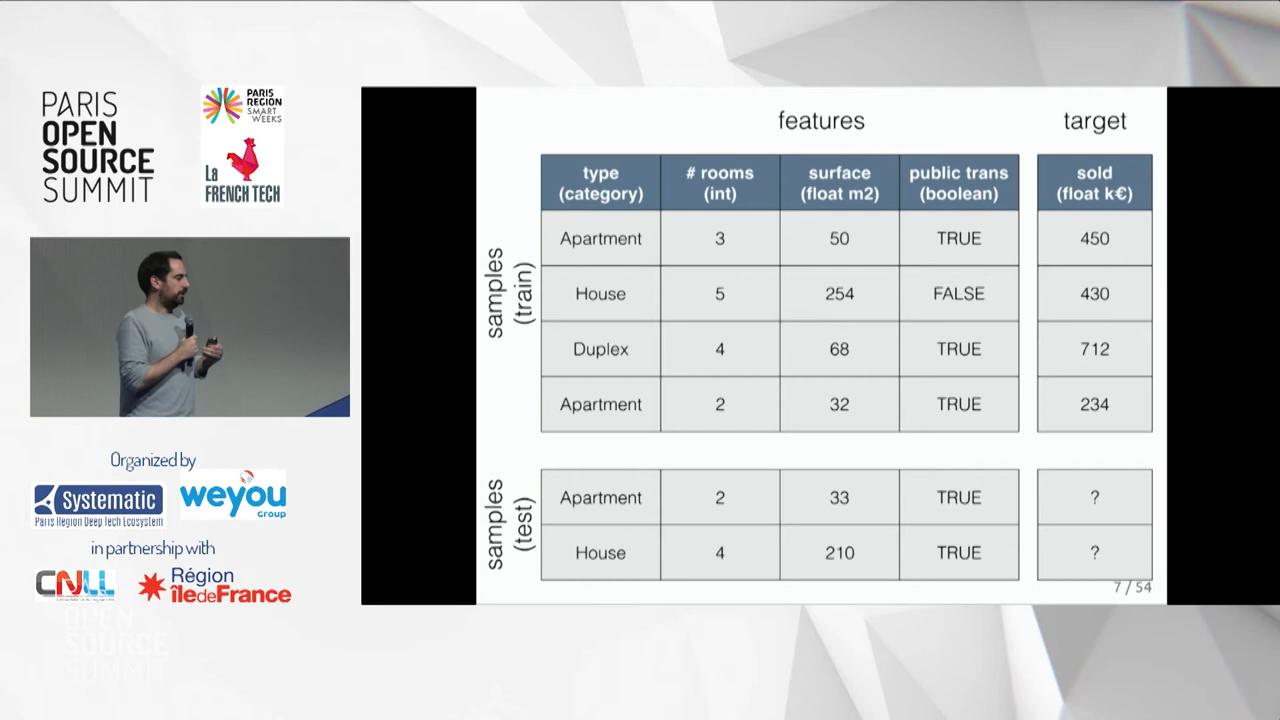 PARIS
OPEN
SOURCE
SUMMIT
PARIS
REGION
SMART
WEEKS
La
FRENCH TECH
Organized by
Systematic
Paris Region Deep Tech Ecosystem
weyou
Group
in partnership with
CNLL
Région
îledeFrance
OPEN
SOURCE
SUMMIT
features target
type (category) # rooms (int) surface (float m2) public trans (boolean) sold (float k€)
samples (train)
Apartment 3 50 TRUE 450
House 5 254 FALSE 430
Duplex 4 68 TRUE 712
Apartment 2 32 TRUE 234
samples (test)
Apartment 2 33 TRUE ?
House 4 210 TRUE ?
7 / 54